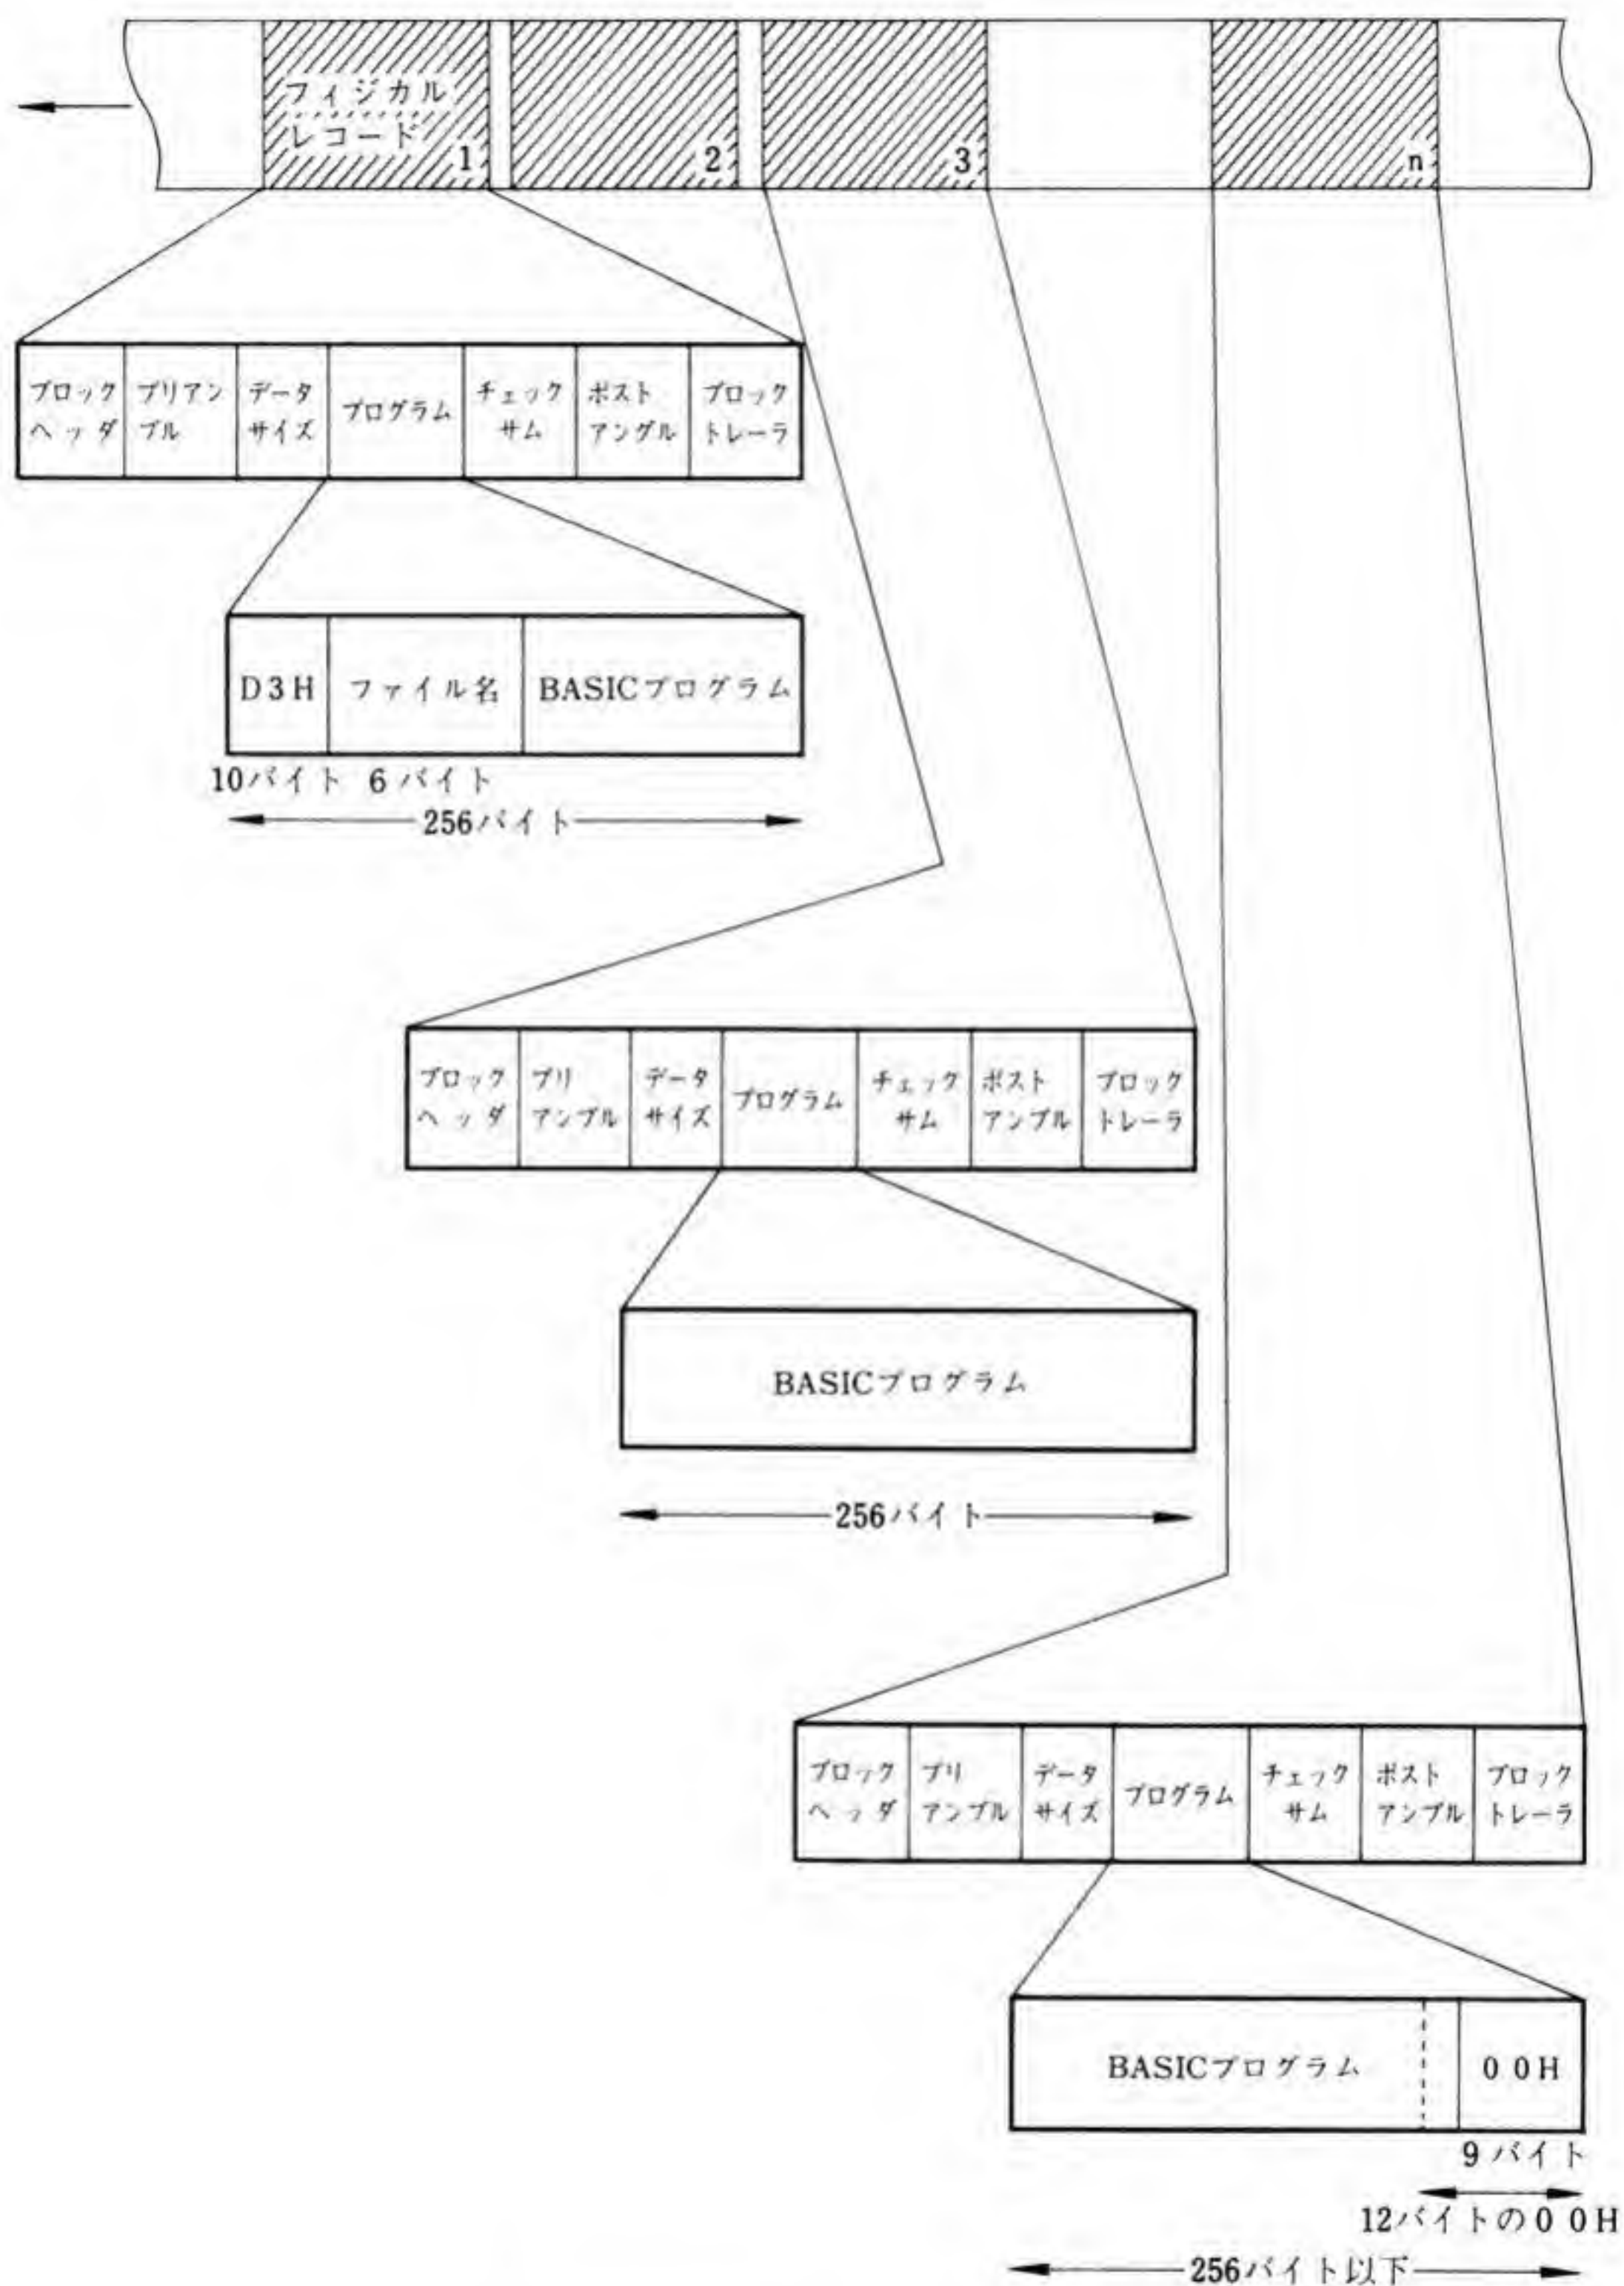 フィジカル
レコード
1
2
3
n
ブロック
ヘッダ
プリアン
ブル
データ
サイズ
プログラム
チェック
サム
ポスト
アングル
ブロック
トレーラ
D3H
ファイル名
BASICプログラム
10バイト 6バイト
256バイト
ブロック
ヘッダ
プリ
アンブル
データ
サイズ
プログラム
チェック
サム
ポスト
アンブル
ブロック
トレーラ
BASICプログラム
256バイト
ブロック
ヘッダ
プリ
アンブル
データ
サイズ
プログラム
チェック
サム
ポスト
アンブル
ブロック
トレーラ
BASICプログラム
00H
9バイト
12バイトの00H
256バイト以下